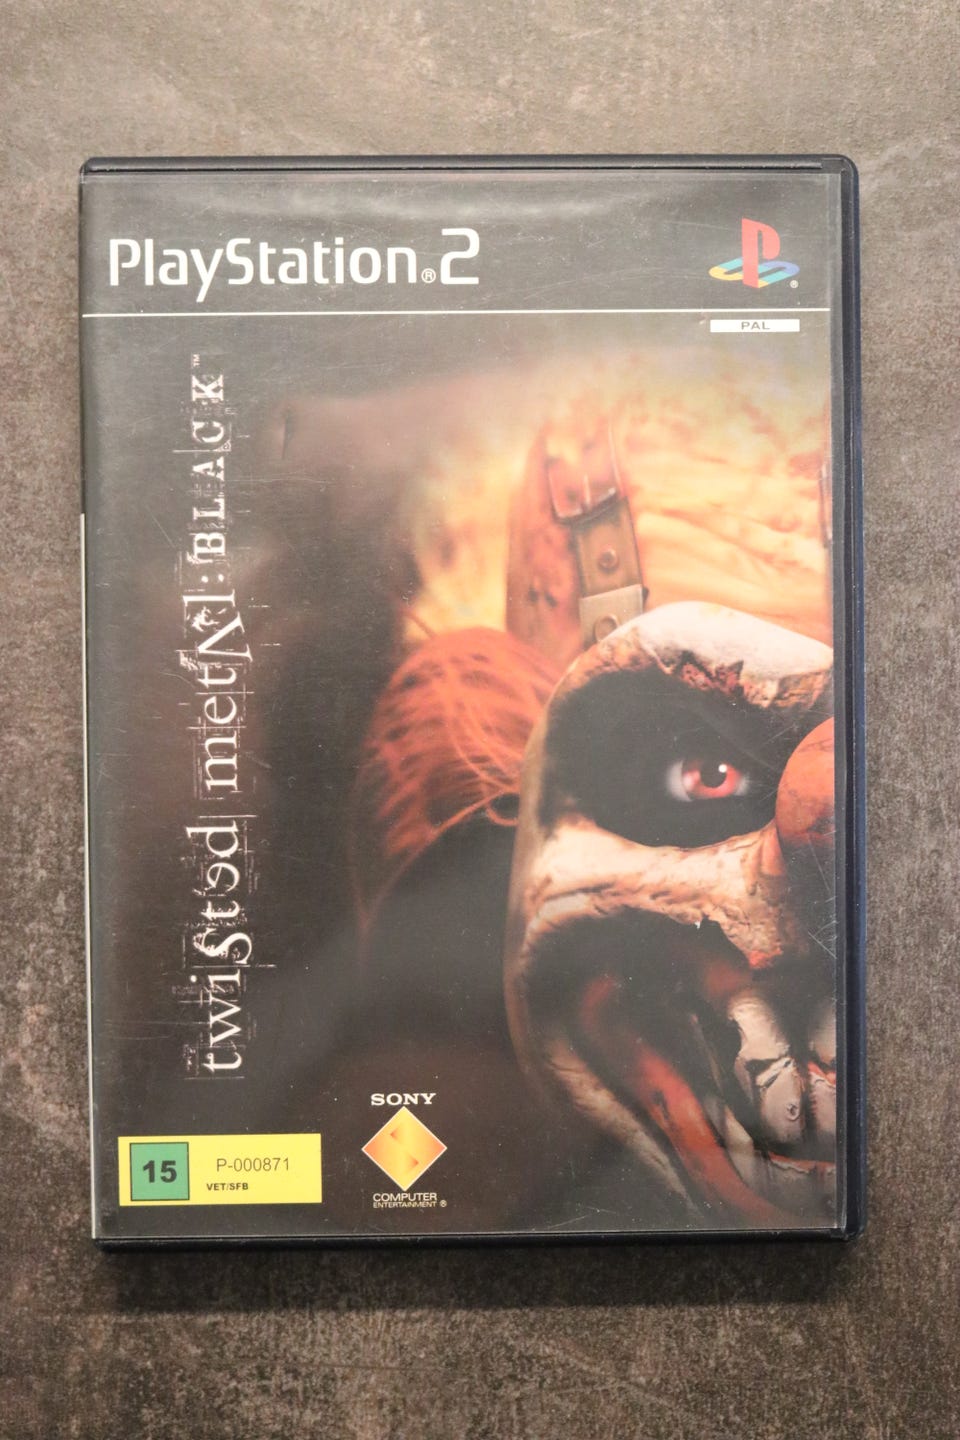 PlayStation®2
PAL
twisted metal: BLACK™
SONY
COMPUTER
ENTERTAINMENT ®
15
P-000871
VET/SFB